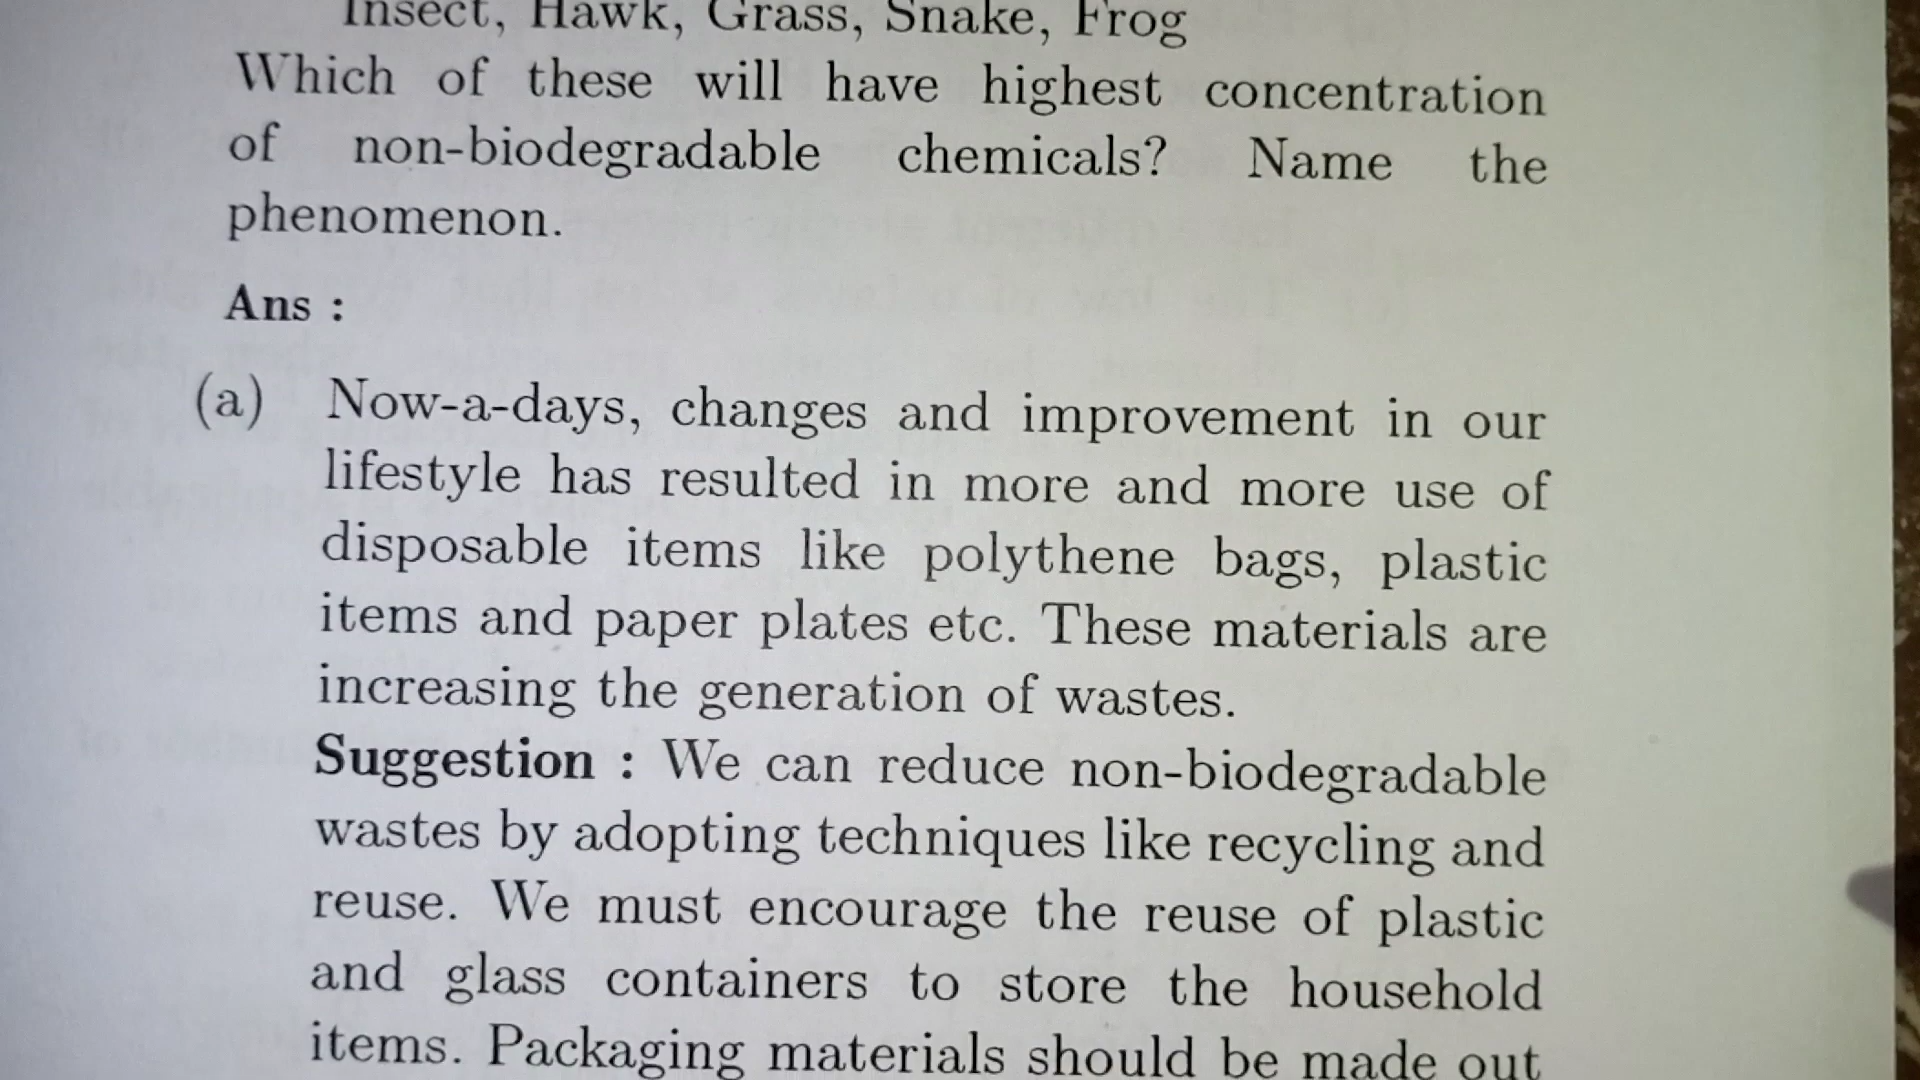 Insect, Hawk, Grass, Snake, Frog
Which of these will have highest concentration
of non-biodegradable chemicals? Name the
phenomenon.
Ans :
(a) Now-a-days, changes and improvement in our
lifestyle has resulted in more and more use of
disposable items like polythene bags, plastic
items and paper plates etc. These materials are
increasing the generation of wastes.
Suggestion : We can reduce non-biodegradable
wastes by adopting techniques like recycling and
reuse. We must encourage the reuse of plastic
and glass containers to store the household
items. Packaging materials should be made out